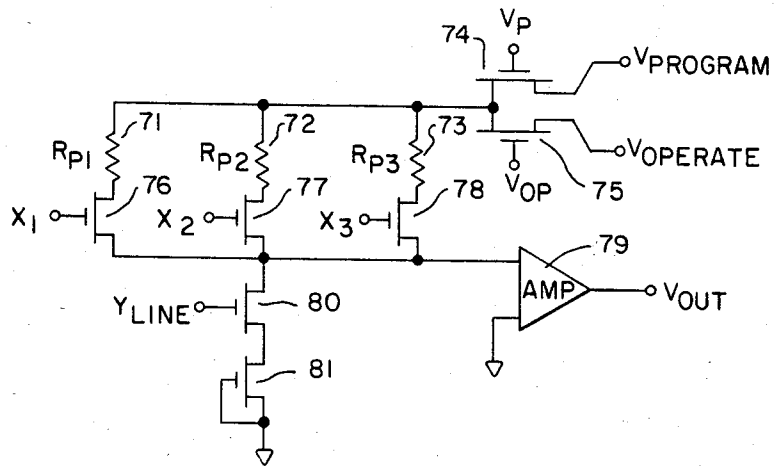 74
V_P
V_PROGRAM
71
72
73
R_P1
R_P2
R_P3
V_OP
75
V_OPERATE
76
77
78
X_1
X_2
X_3
79
AMP
V_OUT
Y_LINE
80
81